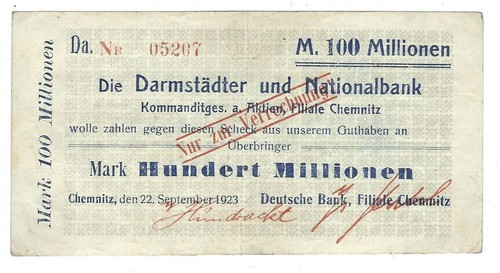 Mark 100 Millionen
Da. Nr 05207
M. 100 Millionen
Die Darmstädter und Nationalbank
Kommanditges. a. Aktien, Filiale Chemnitz
wolle zahlen gegen diesen Scheck aus unserem Guthaben an
Überbringer
Nur zur Verrechnung
Mark Hundert Millionen
Chemnitz, den 22. September 1923
Deutsche Bank, Filiale Chemnitz